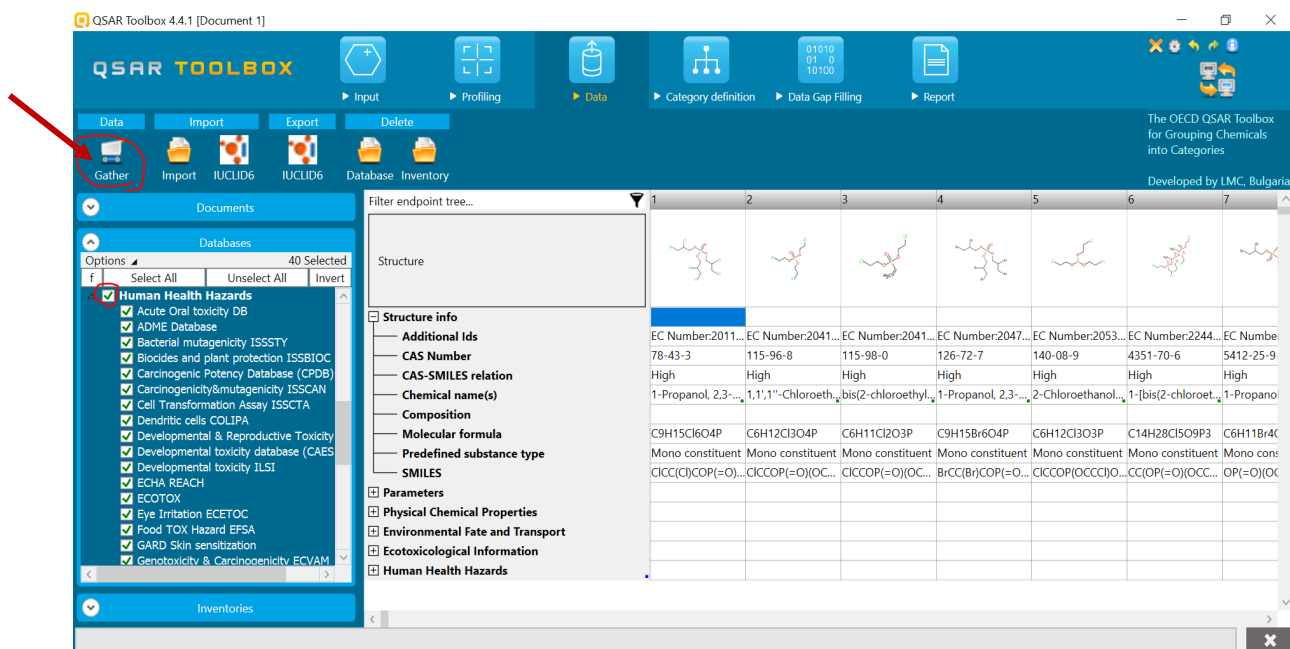 QSAR Toolbox 4.4.1 [Document 1]
QSAR TOOLBOX
Input
Profiling
Data
Category definition
Data Gap Filling
Report
01010
01 0
10100
The OECD QSAR Toolbox
for Grouping Chemicals
into Categories
Developed by LMC, Bulgaria
Data Import Export Delete
Gather Import IUCLID6 IUCLID6 Database Inventory
Documents
Databases
Options 40 Selected
f Select All Unselect All Invert
Human Health Hazards
Acute Oral toxicity DB
ADME Database
Bacterial mutagenicity ISSSTY
Biocides and plant protection ISSBIOC
Carcinogenic Potency Database (CPDB)
Carcinogenicity&mutagenicity ISSCAN
Cell Transformation Assay ISSCTA
Dendritic cells COLIPA
Developmental & Reproductive Toxicity
Developmental toxicity database (CAES
Developmental toxicity ILSI
ECHA REACH
ECOTOX
Eye Irritation ECETOC
Food TOX Hazard EFSA
GARD Skin sensitization
Genotoxicity & Carcinogenicity ECVAM
Inventories
Filter endpoint tree... 1 2 3 4 5 6 7
Structure
Structure info
Additional Ids EC Number:2011... EC Number:2041... EC Number:2041... EC Number:2047... EC Number:2053... EC Number:2244... EC Numbe
CAS Number 78-43-3 115-96-8 115-98-0 126-72-7 140-08-9 4351-70-6 5412-25-9
CAS-SMILES relation High High High High High High High
Chemical name(s) 1-Propanol, 2,3-... 1,1',1''-Chloroeth... bis(2-chloroethyl... 1-Propanol, 2,3-... 2-Chloroethanol... 1-[bis(2-chloroet... 1-Propano
Composition
Molecular formula C9H15Cl6O4P C6H12Cl3O4P C6H11Cl2O3P C9H15Br6O4P C6H12Cl3O3P C14H28Cl5O9P3 C6H11Br4O
Predefined substance type Mono constituent Mono constituent Mono constituent Mono constituent Mono constituent Mono constituent Mono cons
SMILES ClCC(Cl)COP(=O)... ClCCOP(=O)(OC... ClCCOP(=O)(OC... BrCC(Br)COP(=O... ClCCOP(OCCCl)O... CC(OP(=O)(OCC... OP(=O)(OC
Parameters
Physical Chemical Properties
Environmental Fate and Transport
Ecotoxicological Information
Human Health Hazards